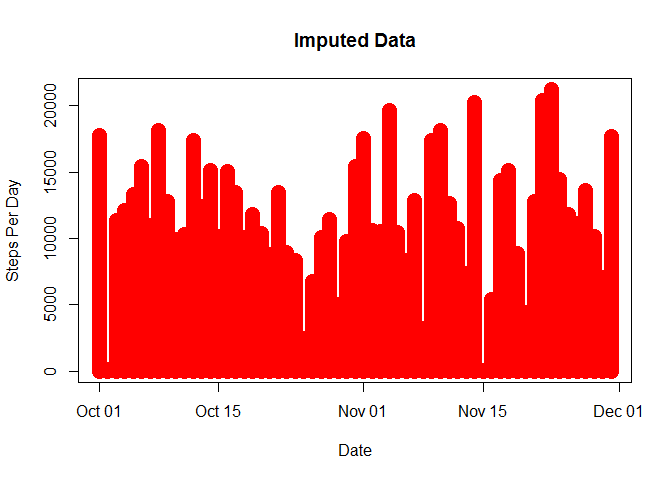 Imputed Data
Steps Per Day
20000
15000
10000
5000
0
Oct 01 Oct 15 Nov 01 Nov 15 Dec 01
Date